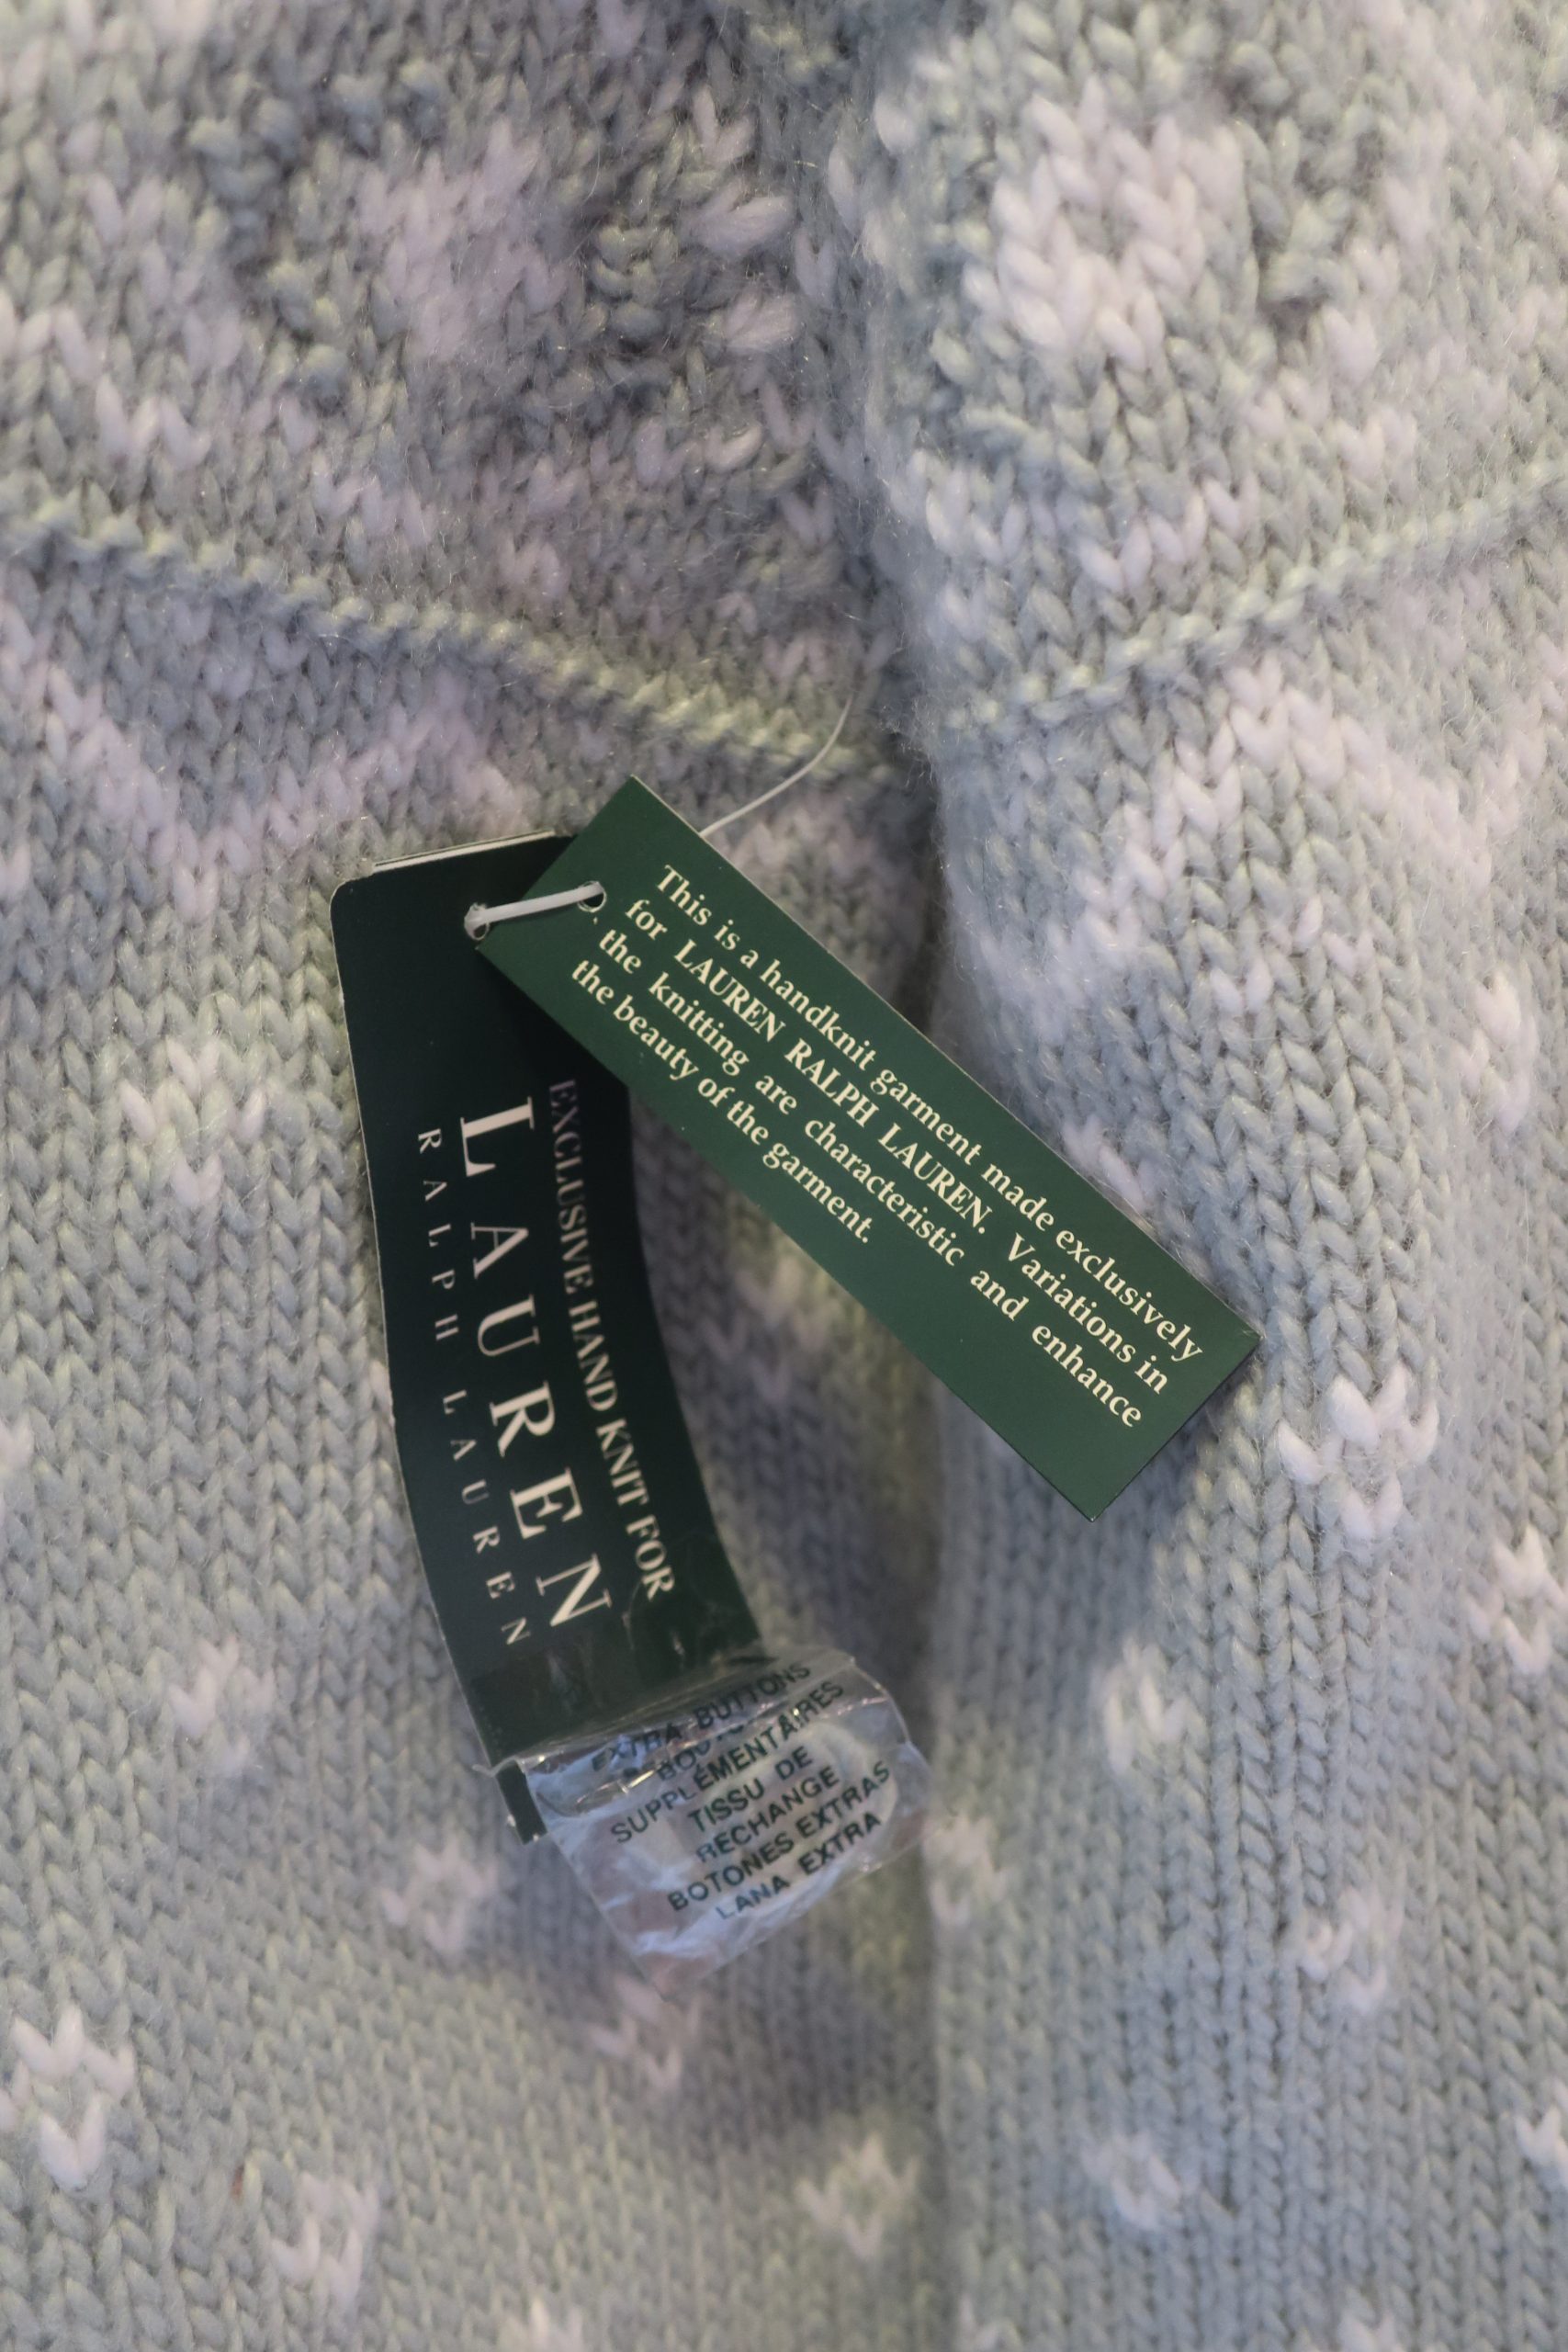 This is a handknit garment made exclusively
for LAUREN RALPH LAUREN. Variations in
the knitting are characteristic and enhance
the beauty of the garment.
EXCLUSIVE HAND KNIT FOR
LAUREN
RALPH LAUREN
EXTRA BUTTONS
SUPPLÉMENTAIRES
TISSU DE
RECHANGE
BOTONES EXTRAS
LANA EXTRA